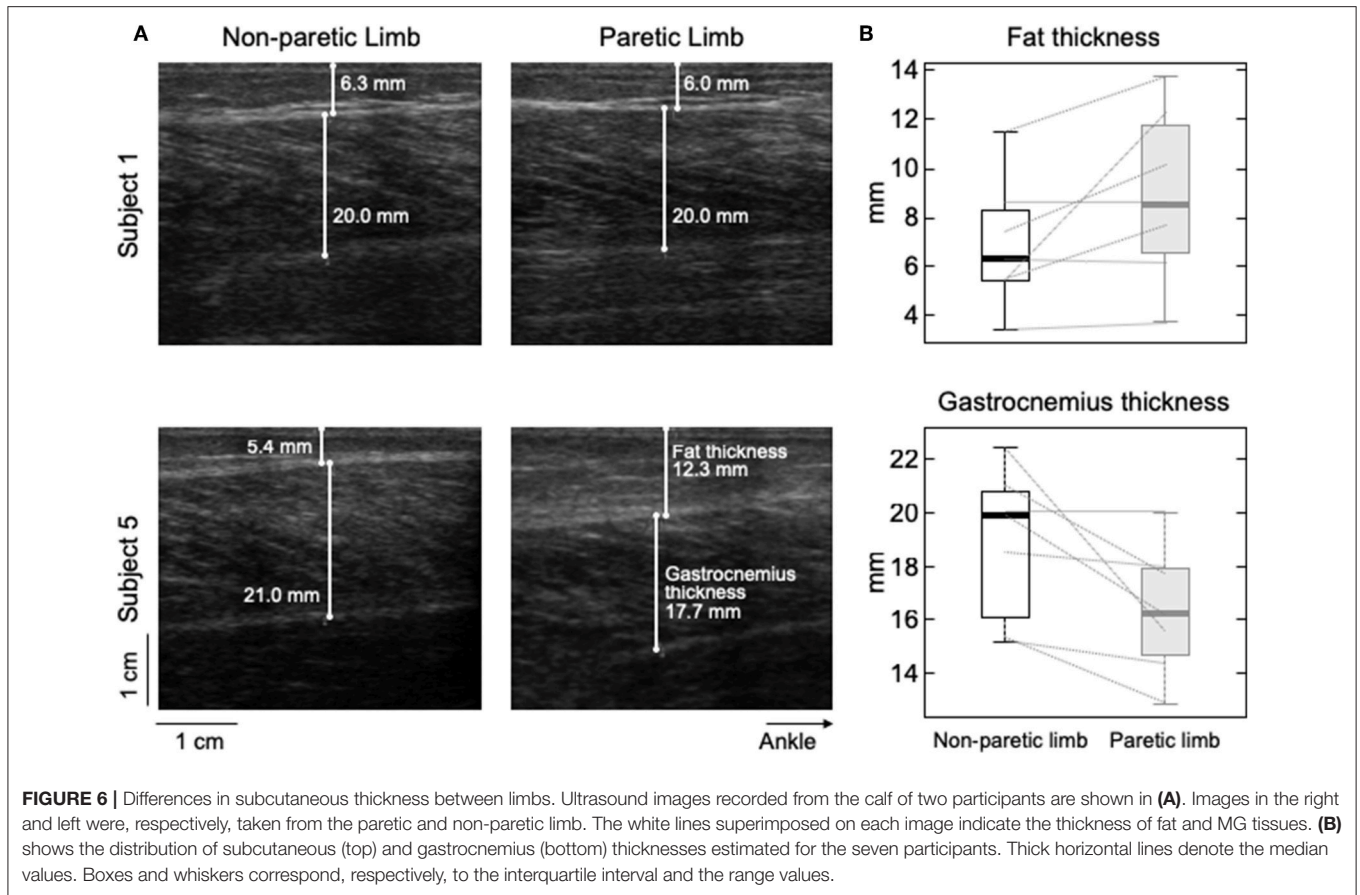 A
Non-paretic Limb
Paretic Limb
Subject 1
6.3 mm
20.0 mm
6.0 mm
20.0 mm
Subject 5
5.4 mm
21.0 mm
Fat thickness
12.3 mm
Gastrocnemius
thickness
17.7 mm
1 cm
1 cm
Ankle
B
Fat thickness
mm
14
12
10
8
6
4
Gastrocnemius thickness
mm
22
20
18
16
14
Non-paretic limb
Paretic limb
FIGURE 6 | Differences in subcutaneous thickness between limbs. Ultrasound images recorded from the calf of two participants are shown in (A). Images in the right
and left were, respectively, taken from the paretic and non-paretic limb. The white lines superimposed on each image indicate the thickness of fat and MG tissues. (B)
shows the distribution of subcutaneous (top) and gastrocnemius (bottom) thicknesses estimated for the seven participants. Thick horizontal lines denote the median
values. Boxes and whiskers correspond, respectively, to the interquartile interval and the range values.